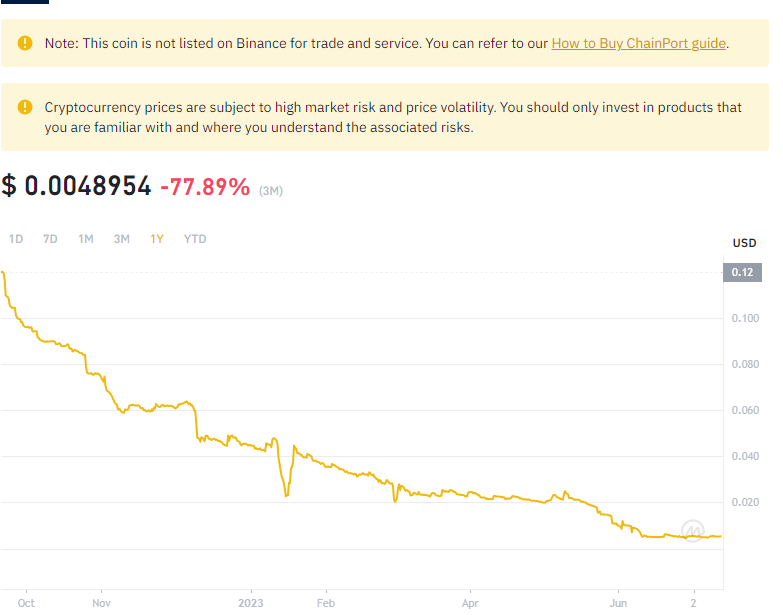 Note: This coin is not listed on Binance for trade and service. You can refer to our How to Buy ChainPort guide.
Cryptocurrency prices are subject to high market risk and price volatility. You should only invest in products that
you are familiar with and where you understand the associated risks.
$ 0.0048954 -77.89% (3M)
1D 7D 1M 3M 1Y YTD
USD
0.12
0.100
0.080
0.060
0.040
0.020
Oct Nov 2023 Feb Apr Jun 2